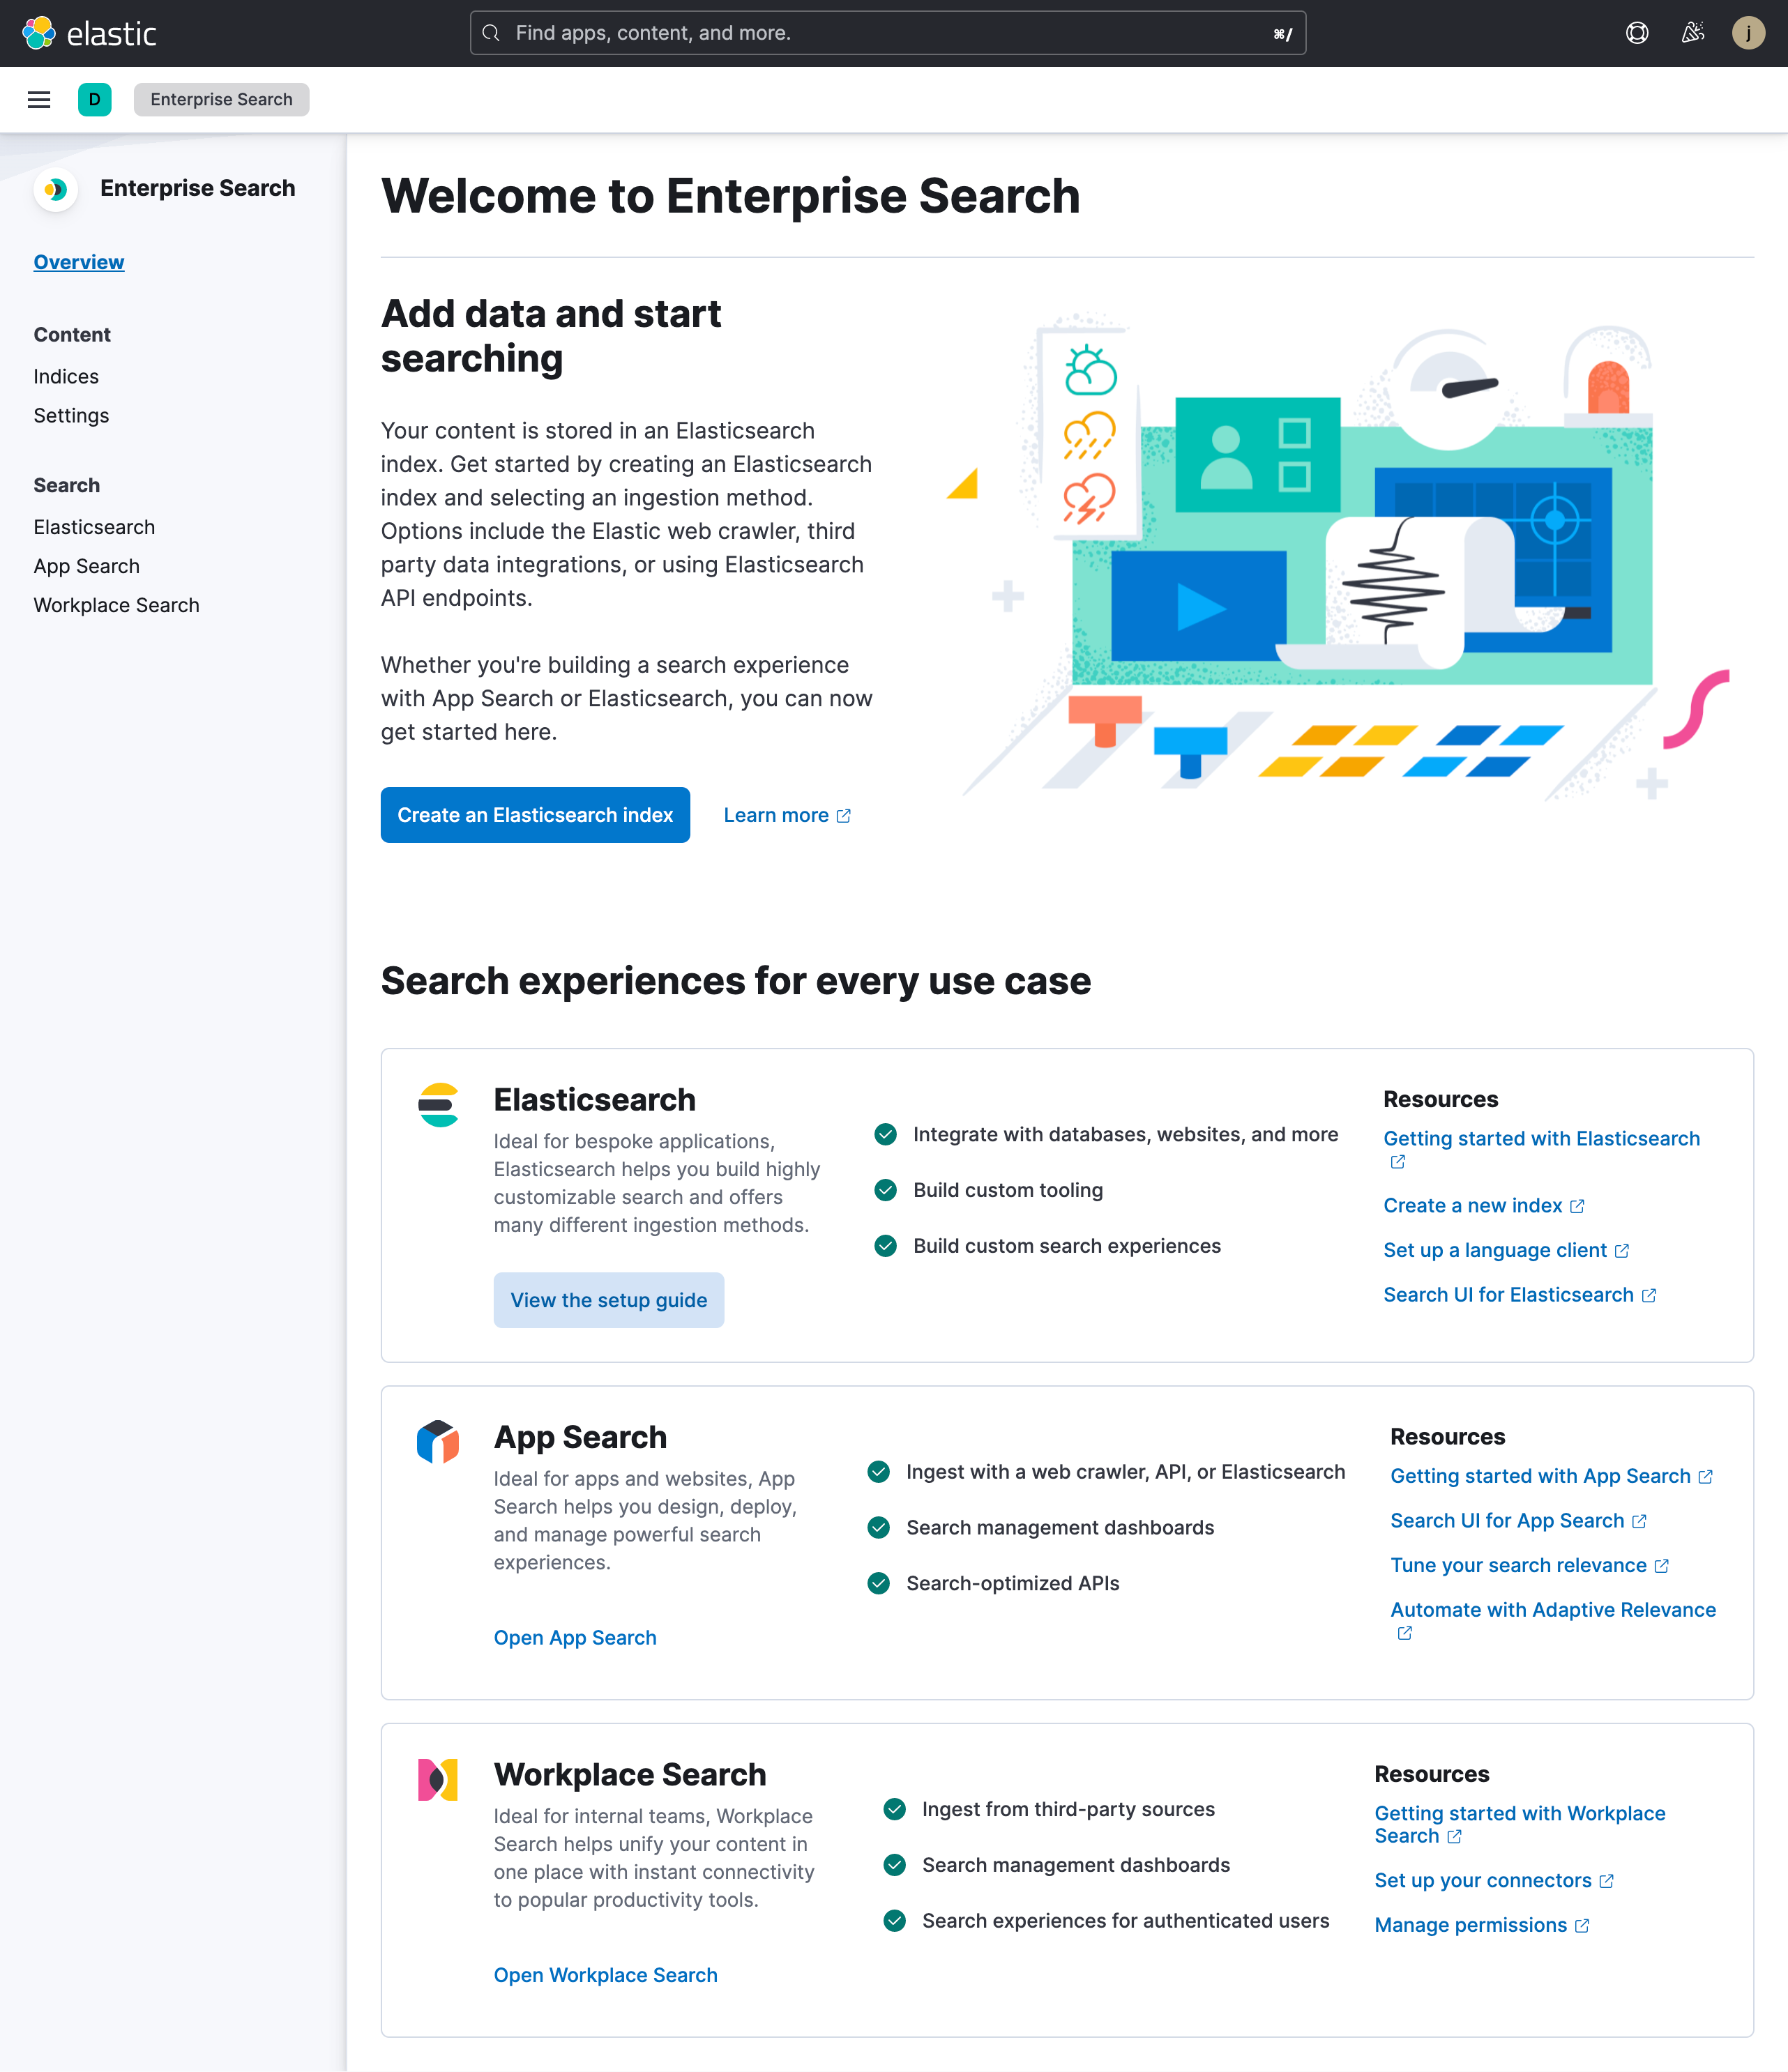 elastic
Find apps, content, and more.
⌘/
j
D
Enterprise Search
Enterprise Search
Overview
Content
Indices
Settings
Search
Elasticsearch
App Search
Workplace Search
Welcome to Enterprise Search
Add data and start
searching
Your content is stored in an Elasticsearch
index. Get started by creating an Elasticsearch
index and selecting an ingestion method.
Options include the Elastic web crawler, third
party data integrations, or using Elasticsearch
API endpoints.
Whether you're building a search experience
with App Search or Elasticsearch, you can now
get started here.
Create an Elasticsearch index
Learn more
Search experiences for every use case
Elasticsearch
Ideal for bespoke applications,
Elasticsearch helps you build highly
customizable search and offers
many different ingestion methods.
View the setup guide
Integrate with databases, websites, and more
Build custom tooling
Build custom search experiences
Resources
Getting started with Elasticsearch
Create a new index
Set up a language client
Search UI for Elasticsearch
App Search
Ideal for apps and websites, App
Search helps you design, deploy,
and manage powerful search
experiences.
Open App Search
Ingest with a web crawler, API, or Elasticsearch
Search management dashboards
Search-optimized APIs
Resources
Getting started with App Search
Search UI for App Search
Tune your search relevance
Automate with Adaptive Relevance
Workplace Search
Ideal for internal teams, Workplace
Search helps unify your content in
one place with instant connectivity
to popular productivity tools.
Open Workplace Search
Ingest from third-party sources
Search management dashboards
Search experiences for authenticated users
Resources
Getting started with Workplace
Search
Set up your connectors
Manage permissions